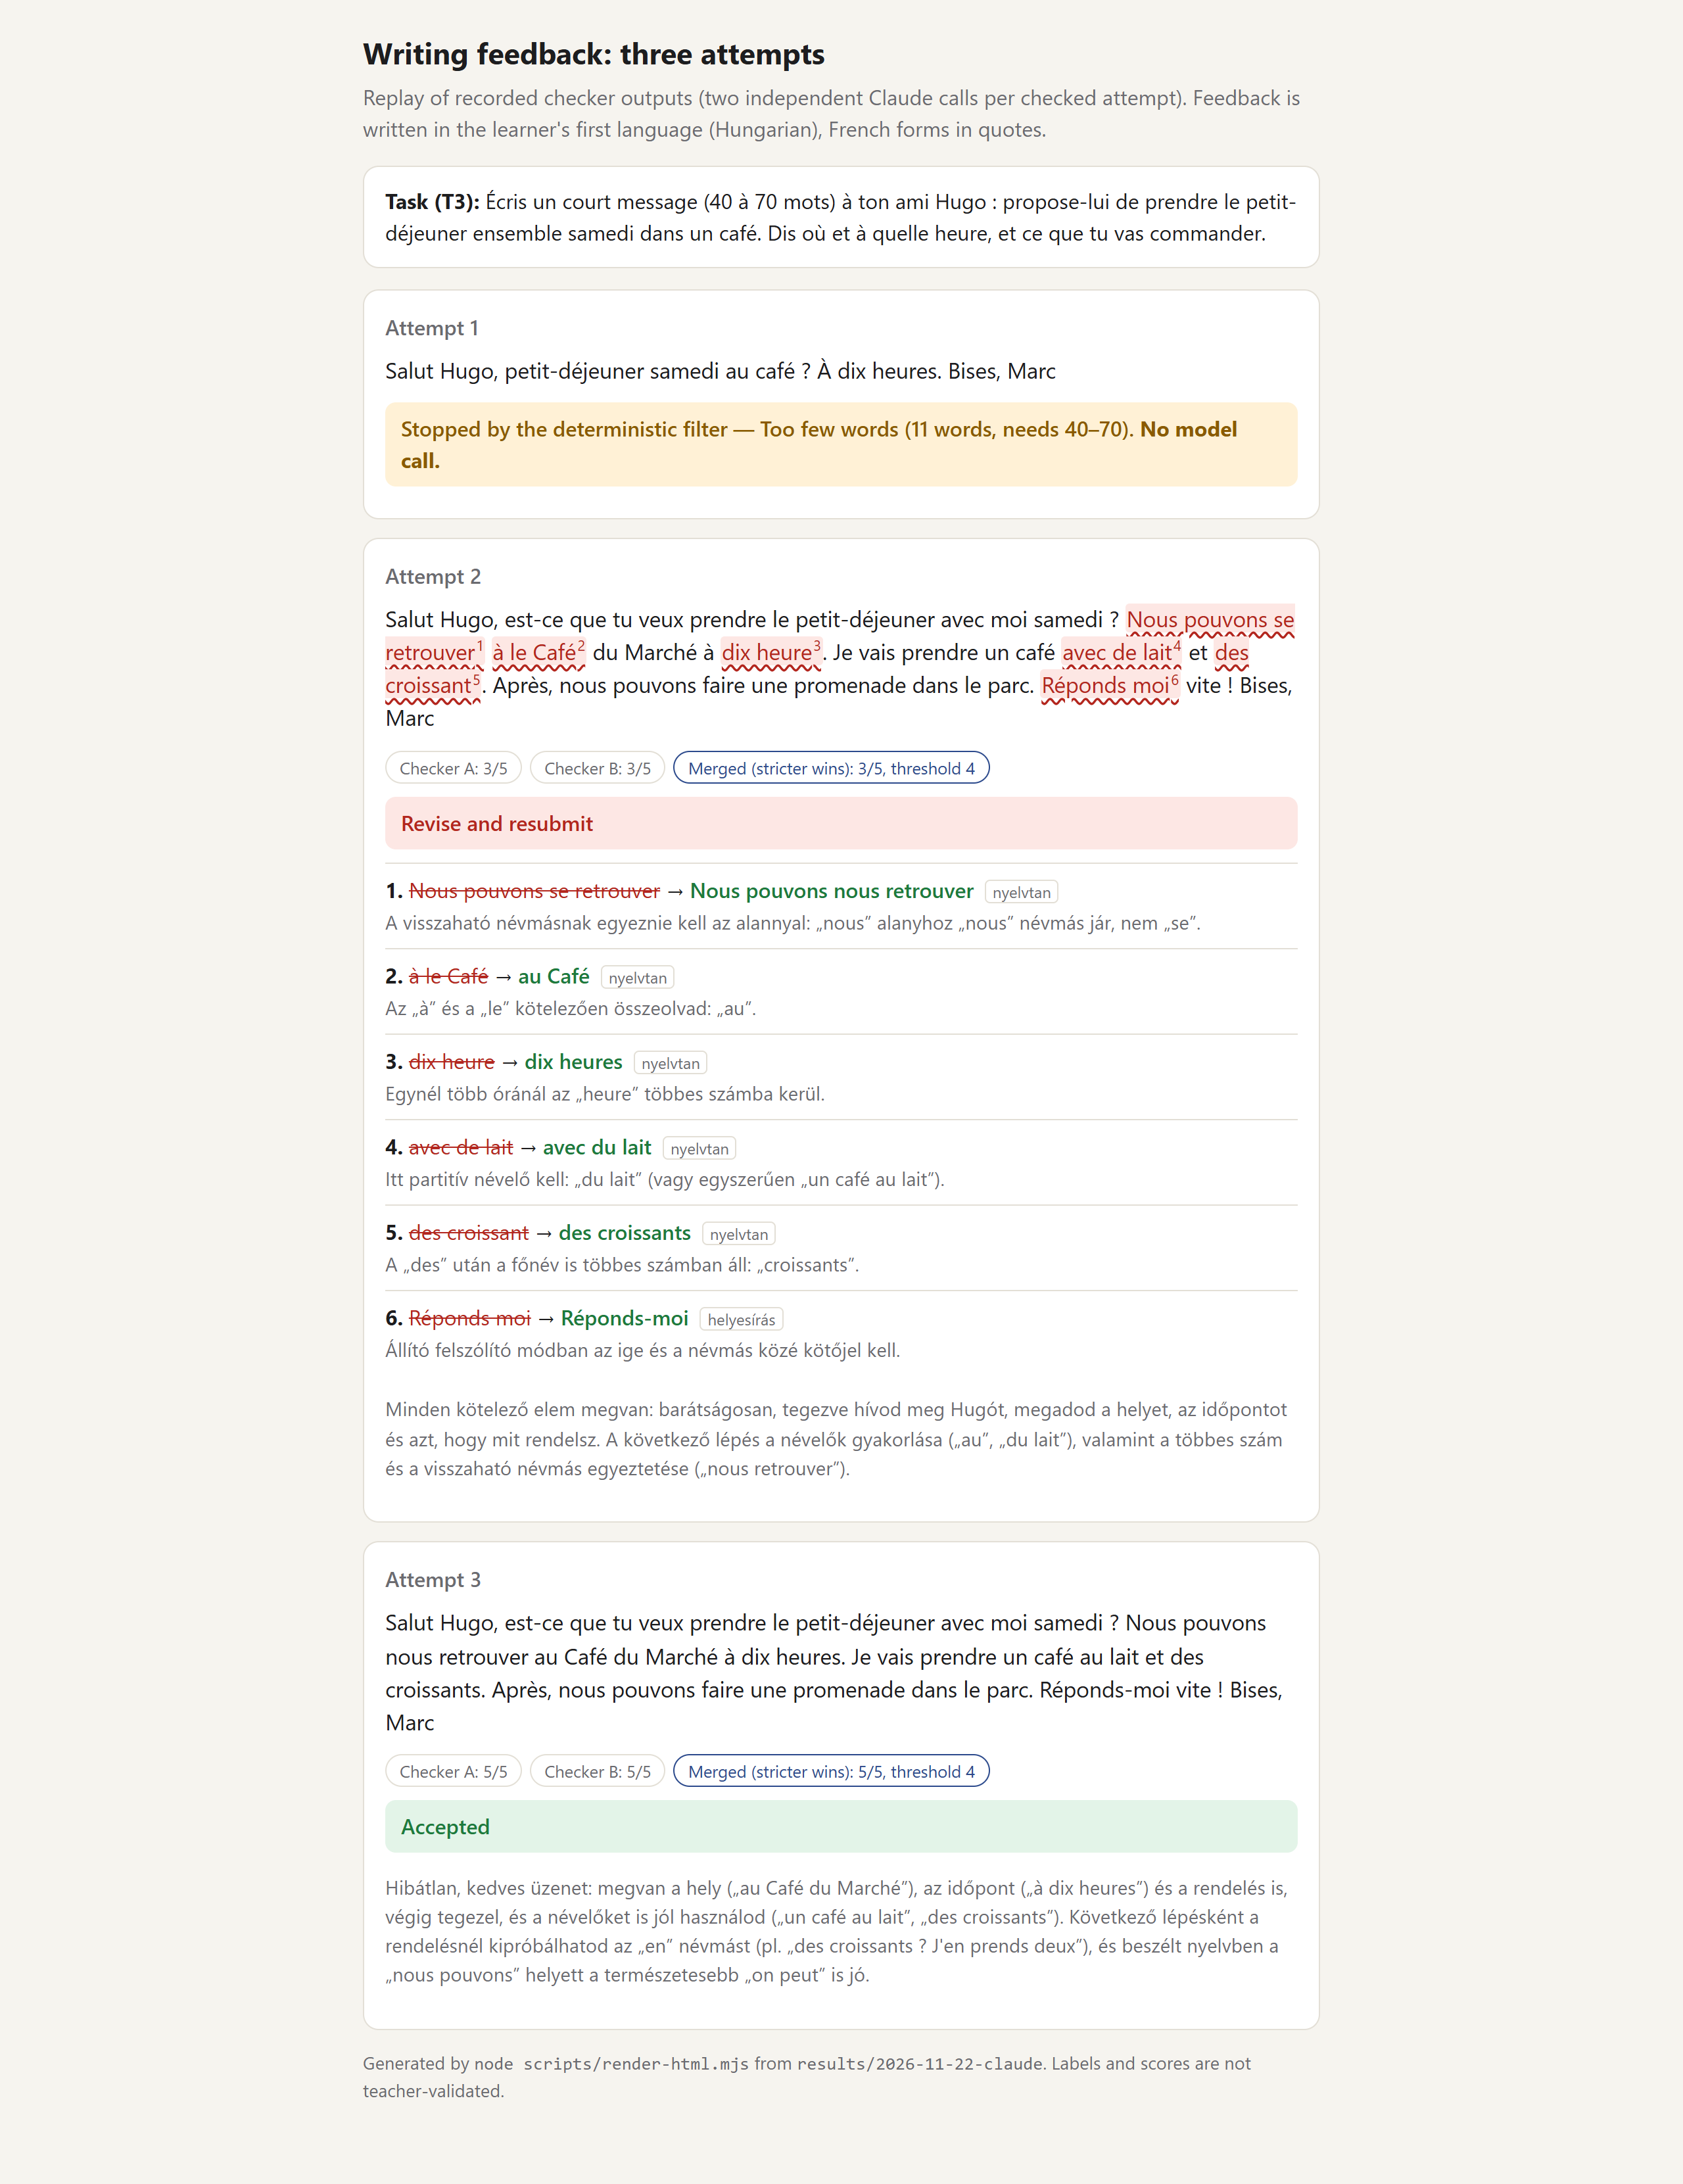 Writing feedback: three attempts
Replay of recorded checker outputs (two independent Claude calls per checked attempt). Feedback is
written in the learner's first language (Hungarian), French forms in quotes.
Task (T3): Écris un court message (40 à 70 mots) à ton ami Hugo : propose-lui de prendre le petit-
déjeuner ensemble samedi dans un café. Dis où et à quelle heure, et ce que tu vas commander.
Attempt 1
Salut Hugo, petit-déjeuner samedi au café ? À dix heures. Bises, Marc
Stopped by the deterministic filter — Too few words (11 words, needs 40–70). No model
call.
Attempt 2
Salut Hugo, est-ce que tu veux prendre le petit-déjeuner avec moi samedi ? Nous pouvons se
retrouver1 à le Café2 du Marché à dix heure3. Je vais prendre un café avec de lait4 et des
croissant5. Après, nous pouvons faire une promenade dans le parc. Réponds moi6 vite ! Bises,
Marc
Checker A: 3/5 Checker B: 3/5 Merged (stricter wins): 3/5, threshold 4
Revise and resubmit
1. Nous pouvons se retrouver → Nous pouvons nous retrouver nyelvtan
A visszaható névmásnak egyeznie kell az alannyal: „nous” alanyhoz „nous” névmás jár, nem „se”.
2. à le Café → au Café nyelvtan
Az „à” és a „le” kötelezően összeolvad: „au”.
3. dix heure → dix heures nyelvtan
Egynél több óránál az „heure” többes számba kerül.
4. avec de lait → avec du lait nyelvtan
Itt partitív névelő kell: „du lait” (vagy egyszerűen „un café au lait”).
5. des croissant → des croissants nyelvtan
A „des” után a főnév is többes számban áll: „croissants”.
6. Réponds moi → Réponds-moi helyesírás
Állító felszólító módban az ige és a névmás közé kötőjel kell.
Minden kötelező elem megvan: barátságosan, tegezve hívod meg Hugót, megadod a helyet, az időpontot
és azt, hogy mit rendelsz. A következő lépés a névelők gyakorlása („au”, „du lait”), valamint a többes szám
és a visszaható névmás egyeztetése („nous retrouver”).
Attempt 3
Salut Hugo, est-ce que tu veux prendre le petit-déjeuner avec moi samedi ? Nous pouvons
nous retrouver au Café du Marché à dix heures. Je vais prendre un café au lait et des
croissants. Après, nous pouvons faire une promenade dans le parc. Réponds-moi vite ! Bises,
Marc
Checker A: 5/5 Checker B: 5/5 Merged (stricter wins): 5/5, threshold 4
Accepted
Hibátlan, kedves üzenet: megvan a hely („au Café du Marché”), az időpont („à dix heures”) és a rendelés is,
végig tegezel, és a névelőket is jól használod („un café au lait”, „des croissants”). Következő lépésként a
rendelésnél kipróbálhatod az „en” névmást (pl. „des croissants ? J'en prends deux”), és beszélt nyelvben a
„nous pouvons” helyett a természetesebb „on peut” is jó.
Generated by node scripts/render-html.mjs from results/2026-11-22-claude. Labels and scores are not
teacher-validated.